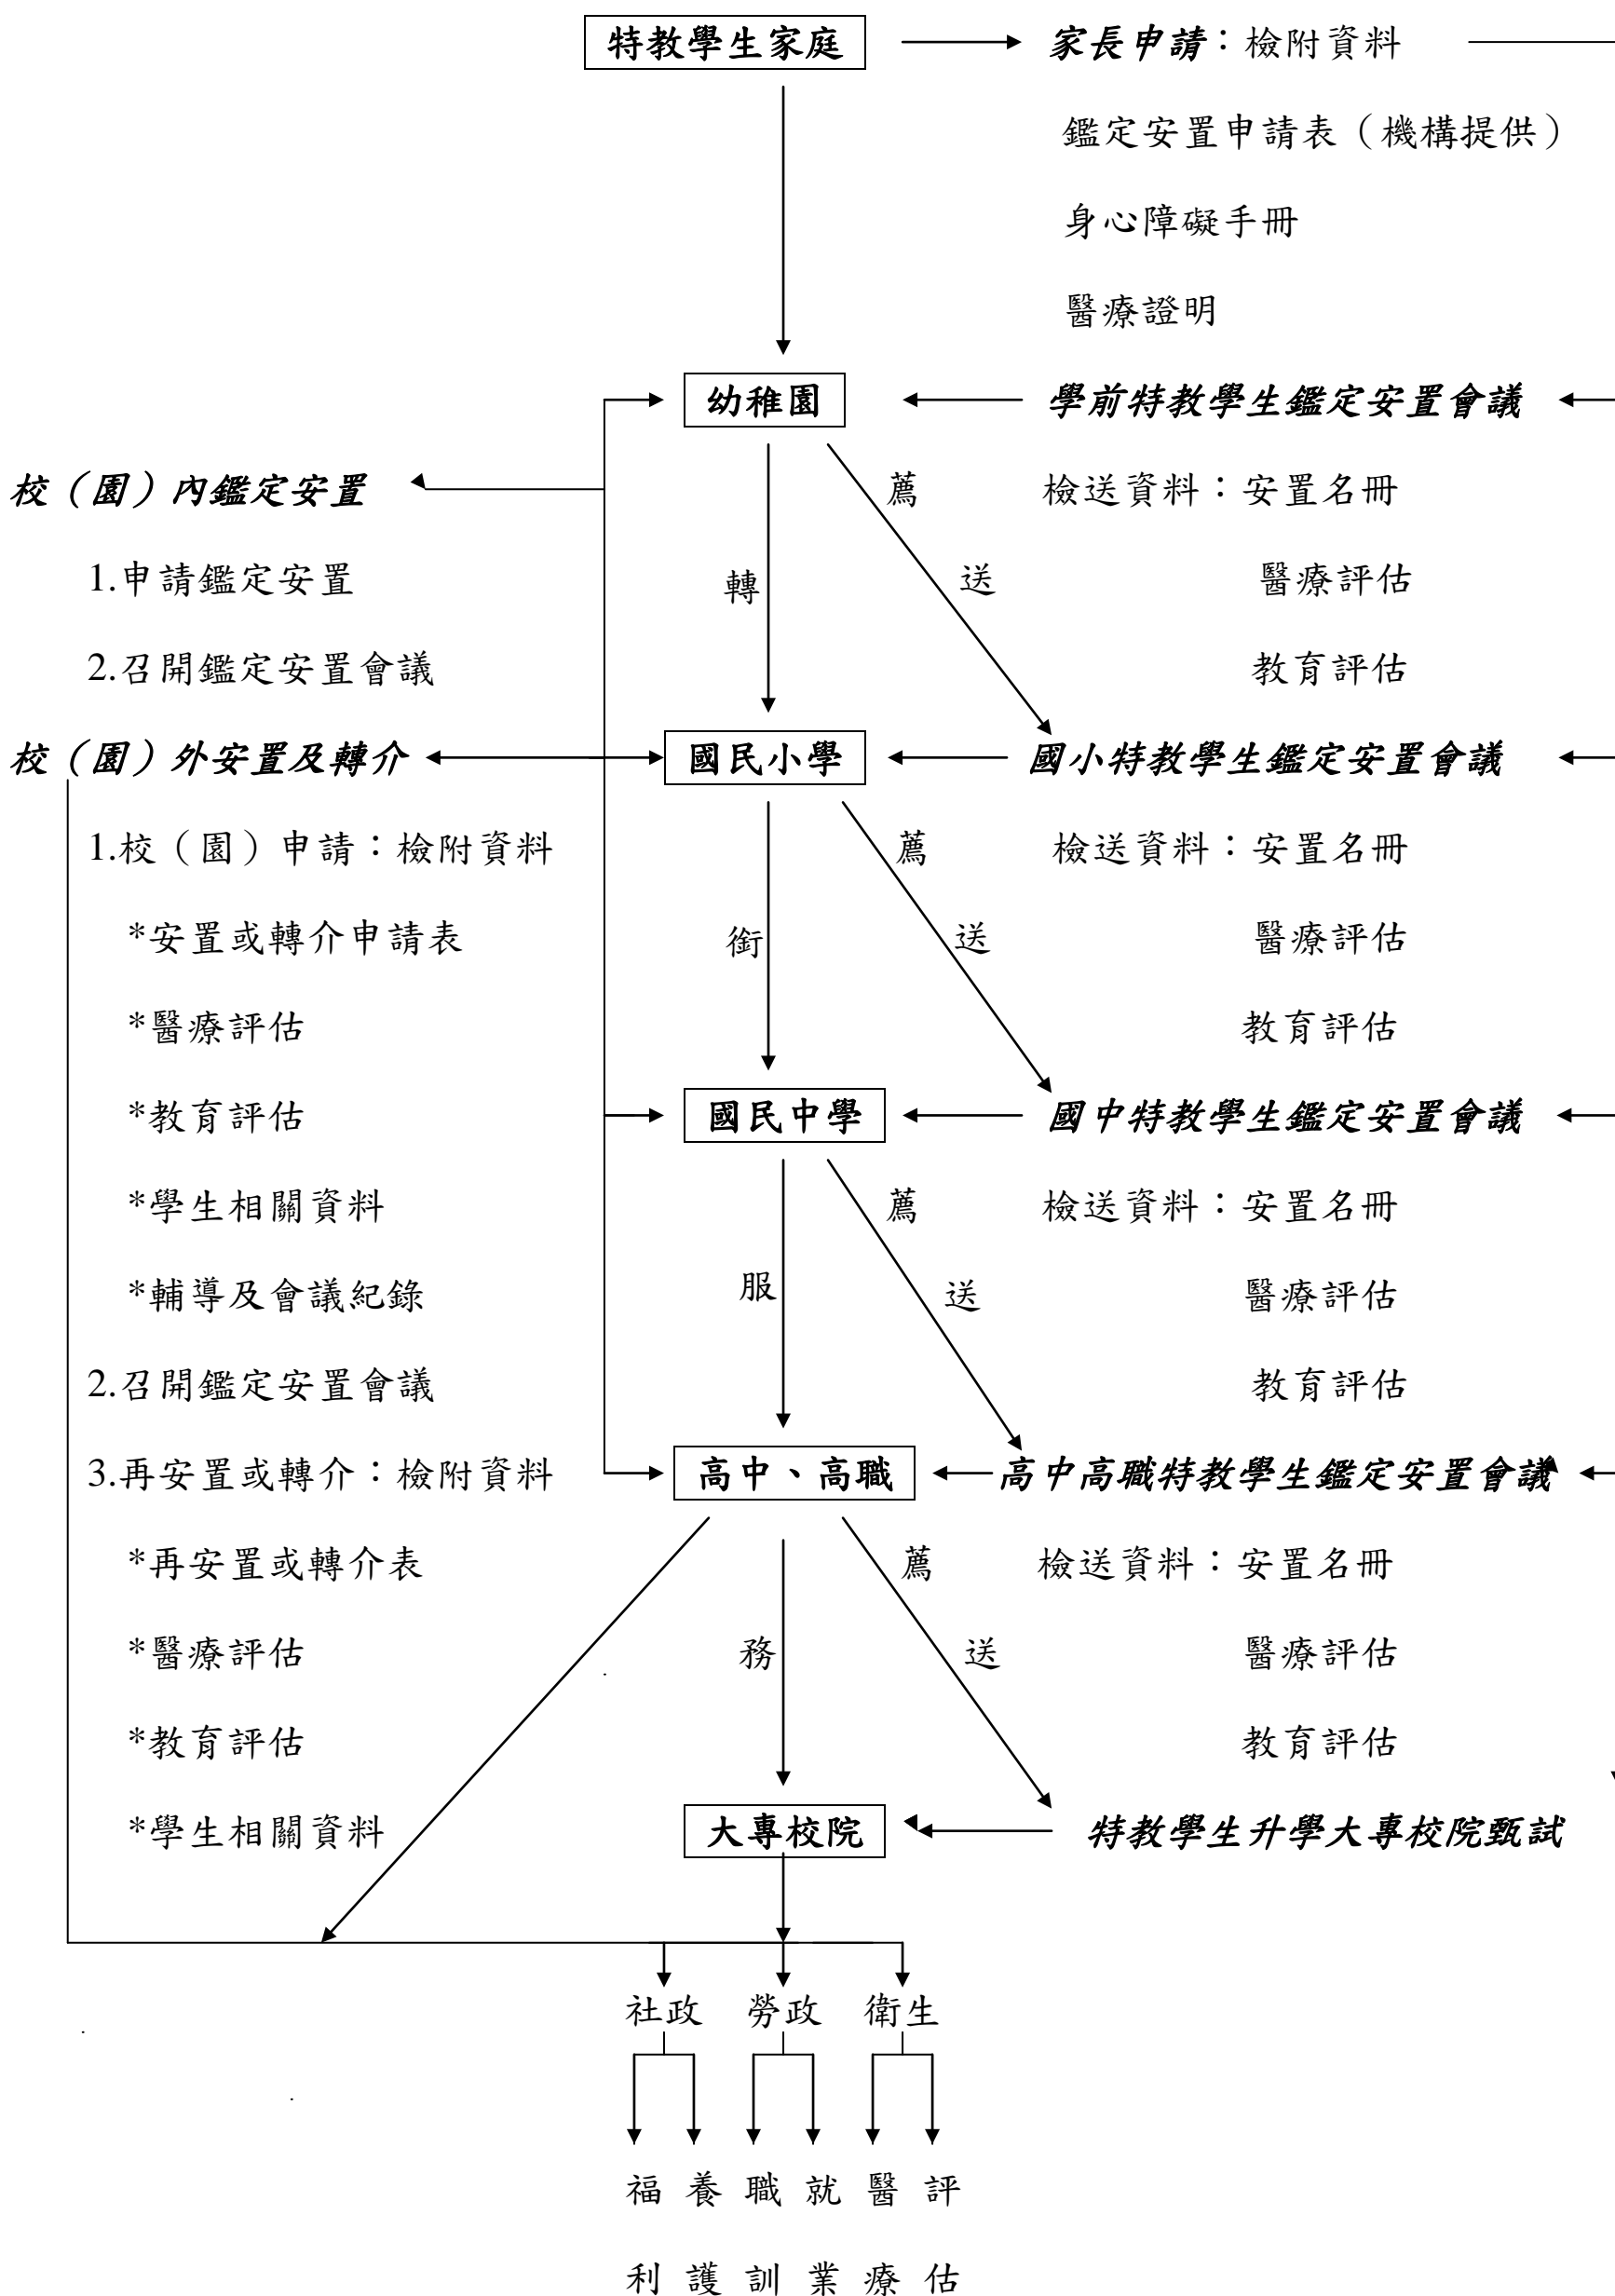 特教學生家庭 家長申請：檢附資料
鑑定安置申請表（機構提供）
身心障礙手冊
醫療證明
幼稚園 學前特教學生鑑定安置會議
校（園）內鑑定安置 薦 檢送資料：安置名冊
1.申請鑑定安置 轉 送 醫療評估
2.召開鑑定安置會議 教育評估
校（園）外安置及轉介 國民小學 國小特教學生鑑定安置會議
1.校（園）申請：檢附資料 薦 檢送資料：安置名冊
*安置或轉介申請表 銜 送 醫療評估
*醫療評估 教育評估
*教育評估 國民中學 國中特教學生鑑定安置會議
*學生相關資料 薦 檢送資料：安置名冊
*輔導及會議紀錄 服 送 醫療評估
2.召開鑑定安置會議 教育評估
3.再安置或轉介：檢附資料 高中、高職 高中高職特教學生鑑定安置會議
*再安置或轉介表 薦 檢送資料：安置名冊
*醫療評估 務 送 醫療評估
*教育評估 教育評估
*學生相關資料 大專校院 特教學生升學大專校院甄試
社政 勞政 衛生
福 養 職 就 醫 評
利 護 訓 業 療 估